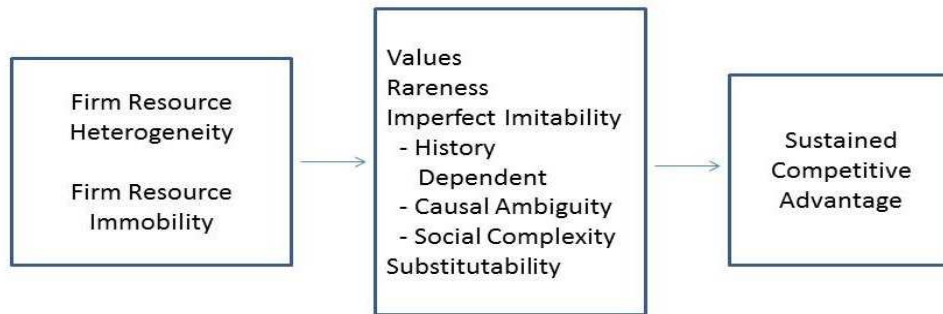 Firm Resource
Heterogeneity
Firm Resource
Immobility
Values
Rareness
Imperfect Imitability
- History
Dependent
- Causal Ambiguity
- Social Complexity
Substitutability
Sustained
Competitive
Advantage